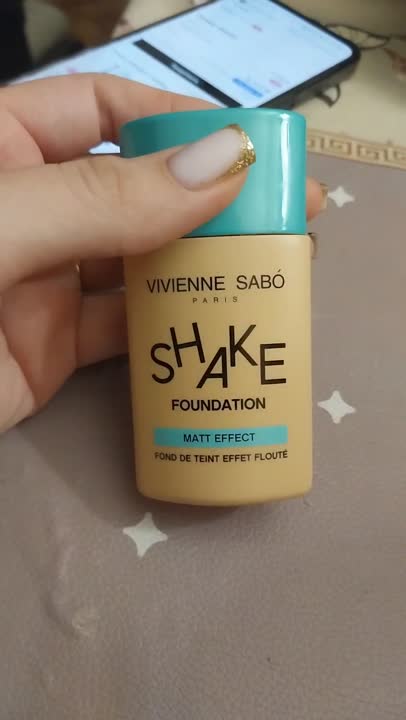 VIVIENNE SABÓ
PARIS
SHAKE
FOUNDATION
MATT EFFECT
FOND DE TEINT EFFET FLOUTÉ